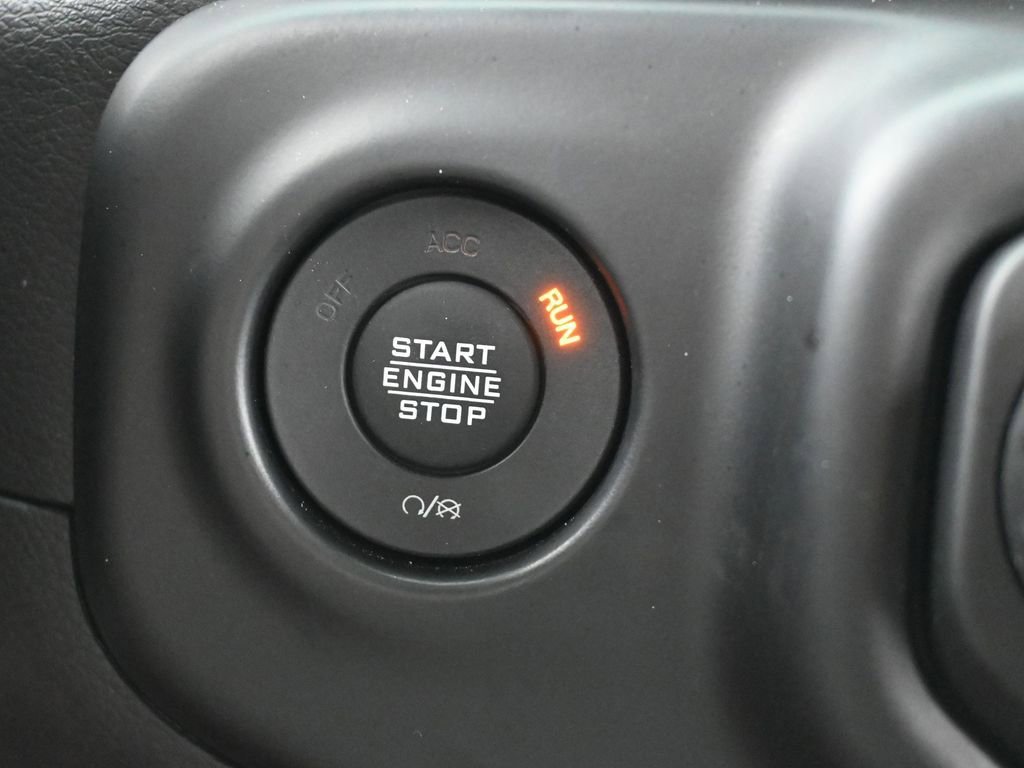 ACC
OFF
RUN
START
ENGINE
STOP